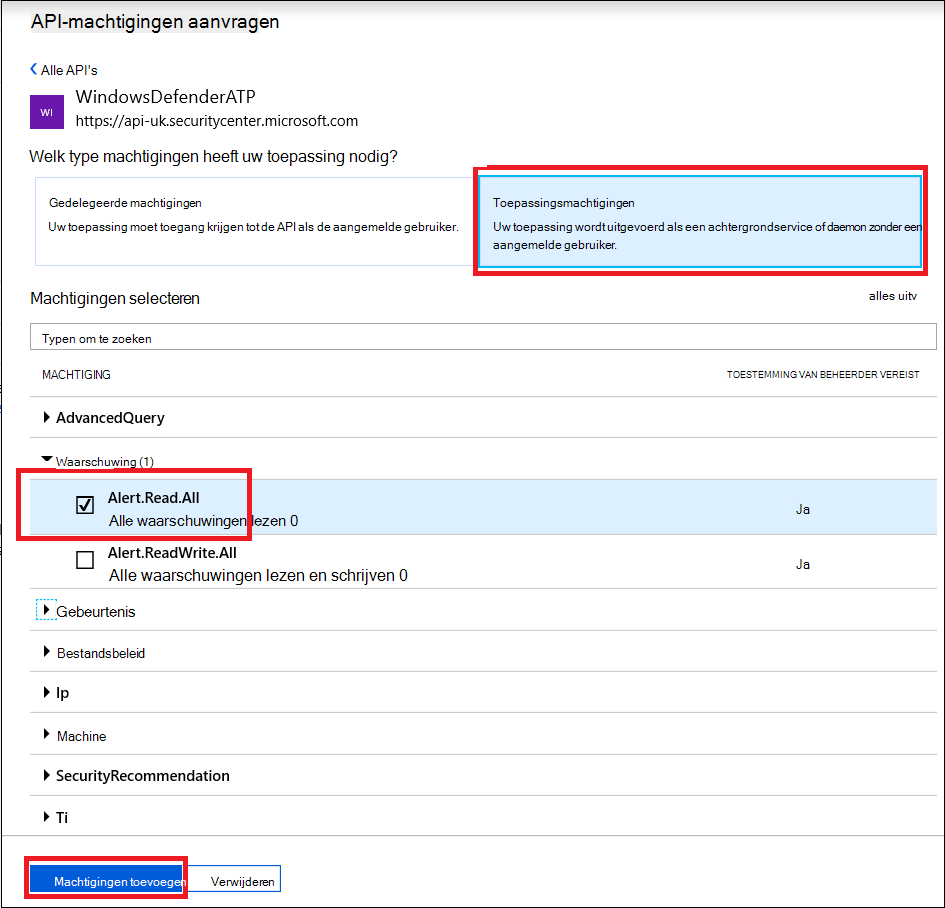 API-machtigingen aanvragen
Alle API's
WI
WindowsDefenderATP
https://api-uk.securitycenter.microsoft.com
Welk type machtigingen heeft uw toepassing nodig?
Gedelegeerde machtigingen
Uw toepassing moet toegang krijgen tot de API als de aangemelde gebruiker.
Toepassingsmachtigingen
Uw toepassing wordt uitgevoerd als een achtergrondservice of daemon zonder een
aangemelde gebruiker.
Machtigingen selecteren
alles uitv
Typen om te zoeken
MACHTIGING
TOESTEMMING VAN BEHEERDER VEREIST
AdvancedQuery
Waarschuwing (1)
Alert.Read.All
Alle waarschuwingen lezen 0
Ja
Alert.ReadWrite.All
Alle waarschuwingen lezen en schrijven 0
Ja
Gebeurtenis
Bestandsbeleid
Ip
Machine
SecurityRecommendation
Ti
Machtigingen toevoegen
Verwijderen